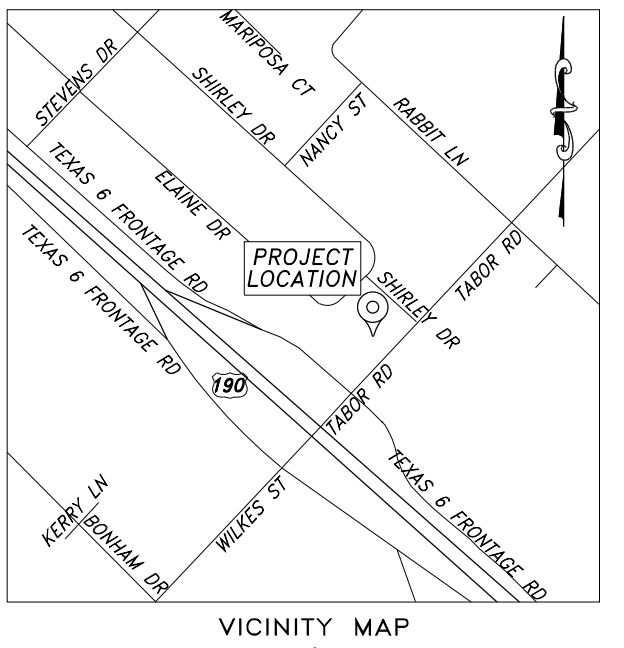 MARIPOSA CT
STEVENS DR
SHIRLEY DR
NANCY ST
RABBIT LN
TEXAS 6 FRONTAGE RD
ELAINE DR
TABOR RD
PROJECT
LOCATION
TEXAS 6 FRONTAGE RD
SHIRLEY DR
190
TABOR RD
KERRY LN
BONHAM DR
WILKES ST
TEXAS 6 FRONTAGE RD
VICINITY MAP